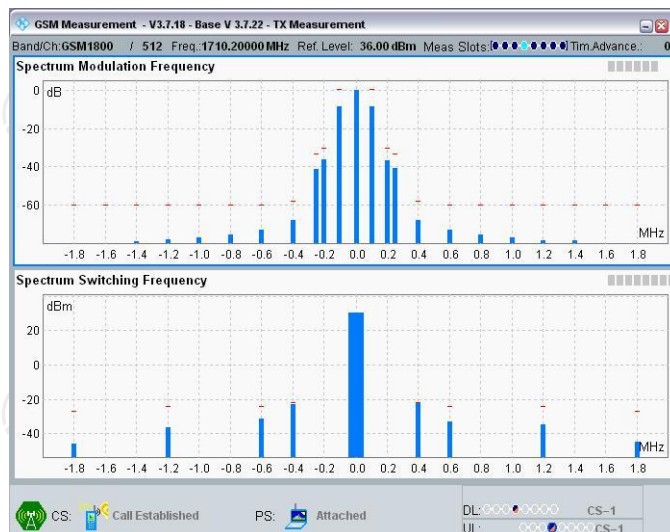 GSM Measurement - V3.7.18 - Base V 3.7.22 - TX Measurement
Band/Ch:GSM1800 / 512 Freq.:1710.20000 MHz Ref. Level: 36.00 dBm Meas Slots: Tim.Advance.: 0
Spectrum Modulation Frequency
dB
0
-20
-40
-60
MHz
-1.8 -1.6 -1.4 -1.2 -1.0 -0.8 -0.6 -0.4 -0.2 0.0 0.2 0.4 0.6 0.8 1.0 1.2 1.4 1.6 1.8
Spectrum Switching Frequency
dBm
20
0
-20
-40
MHz
-1.8 -1.6 -1.4 -1.2 -1.0 -0.8 -0.6 -0.4 -0.2 0.0 0.2 0.4 0.6 0.8 1.0 1.2 1.4 1.6 1.8
CS: Call Established PS: Attached
DL: CS-1
UL: CS-1